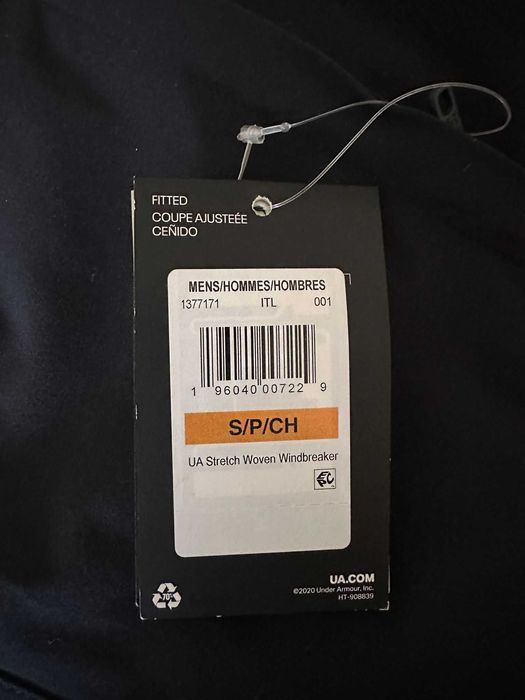 FITTED
COUPE AJUSTEÉE
CEÑIDO
MENS/HOMMES/HOMBRES
1377171 ITL 001
1 96040 00722 9
S/P/CH
UA Stretch Woven Windbreaker
70%
UA.COM
©2020 Under Armour, Inc.
HT-908839